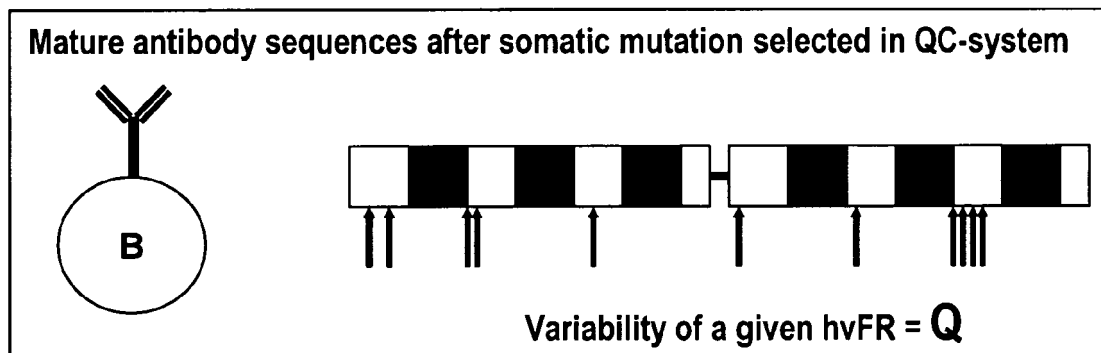 Mature antibody sequences after somatic mutation selected in QC-system
B
Variability of a given hvFR = Q